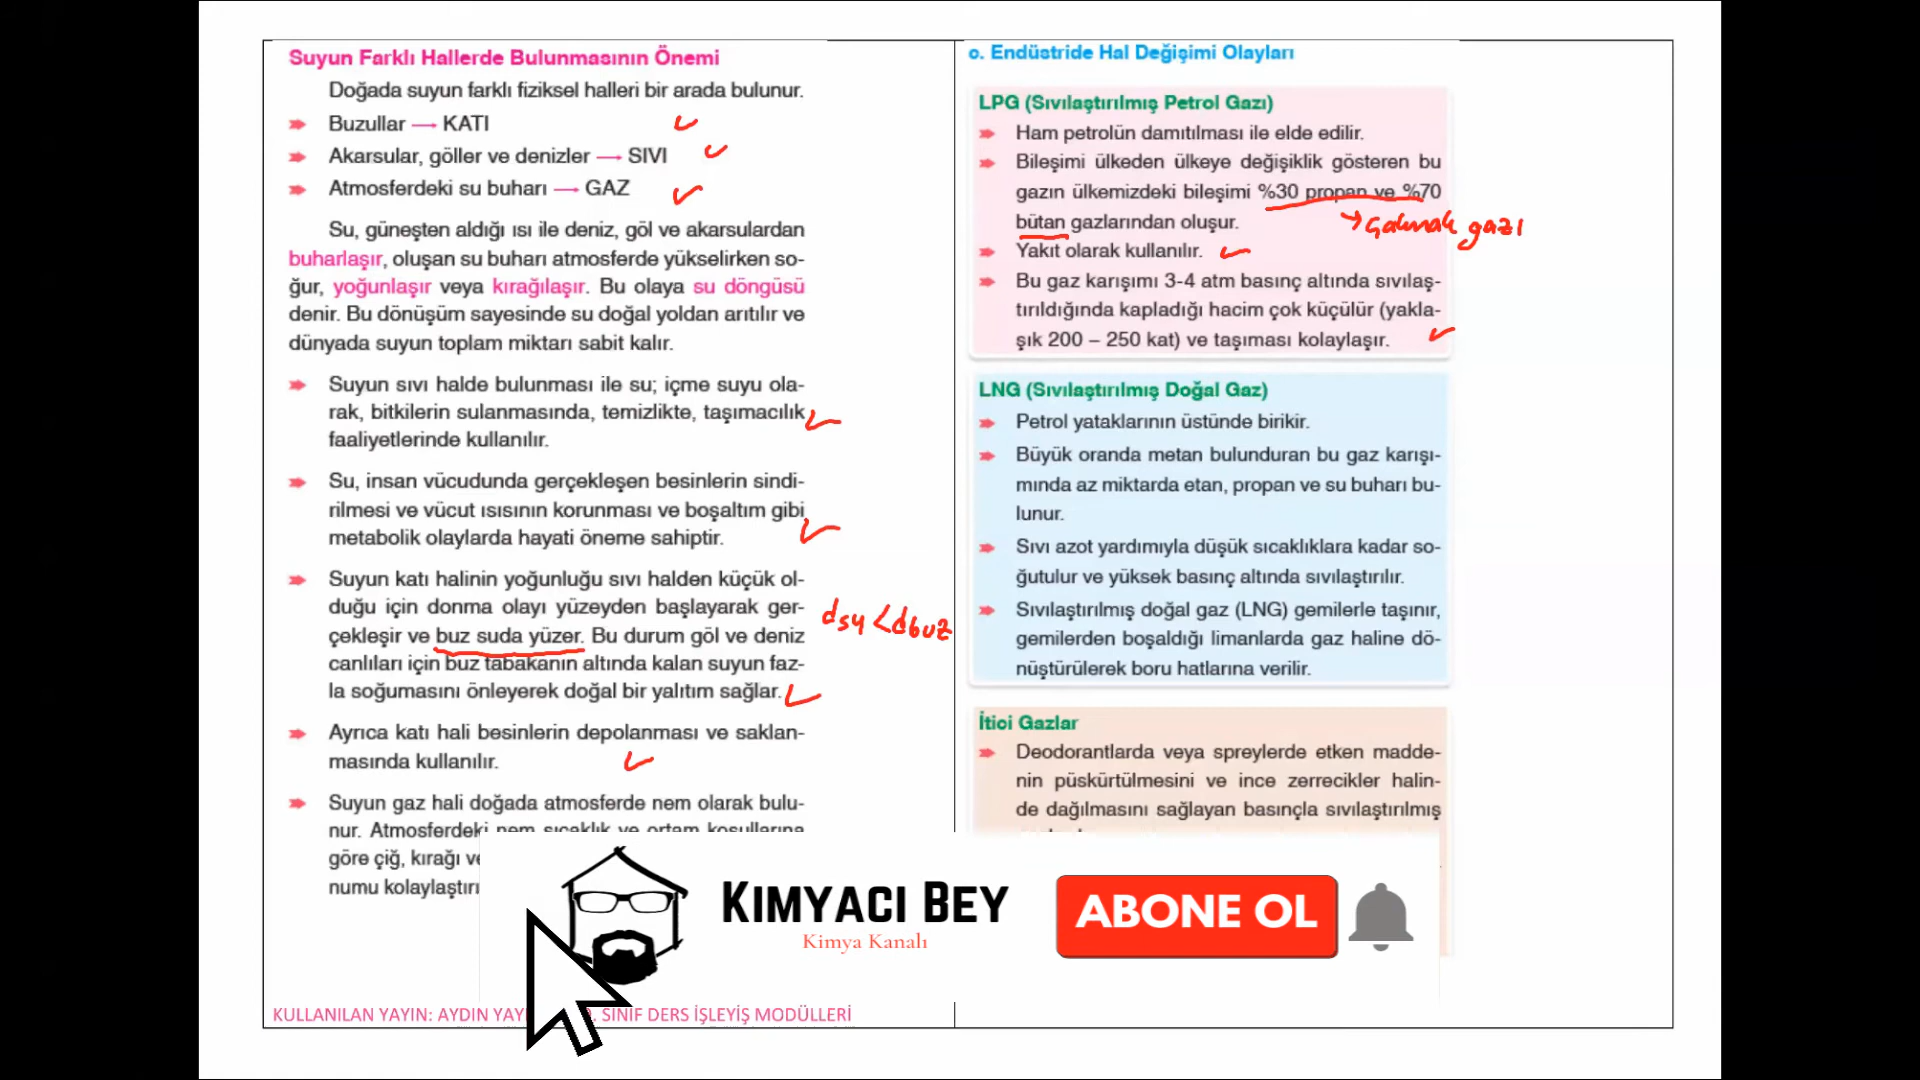 Suyun Farklı Hallerde Bulunmasının Önemi
Doğada suyun farklı fiziksel halleri bir arada bulunur.
Buzullar → KATI
Akarsular, göller ve denizler → SIVI
Atmosferdeki su buharı → GAZ
Su, güneşten aldığı ısı ile deniz, göl ve akarsulardan
buharlaşır, oluşan su buharı atmosferde yükselirken so-
ğur, yoğunlaşır veya kırağılaşır. Bu olaya su döngüsü
denir. Bu dönüşüm sayesinde su doğal yoldan arıtılır ve
dünyada suyun toplam miktarı sabit kalır.
Suyun sıvı halde bulunması ile su; içme suyu ola-
rak, bitkilerin sulanmasında, temizlikte, taşımacılık
faaliyetlerinde kullanılır.
Su, insan vücudunda gerçekleşen besinlerin sindi-
rilmesi ve vücut ısısının korunması ve boşaltım gibi
metabolik olaylarda hayati öneme sahiptir.
Suyun katı halinin yoğunluğu sıvı halden küçük ol-
duğu için donma olayı yüzeyden başlayarak ger-
çekleşir ve buz suda yüzer. Bu durum göl ve deniz
canlıları için buz tabakanın altında kalan suyun faz-
la soğumasını önleyerek doğal bir yalıtım sağlar.
dsu < dbuz
Ayrıca katı hali besinlerin depolanması ve saklan-
masında kullanılır.
Suyun gaz hali doğada atmosferde nem olarak bulu-
nur. Atmosferdeki nem sıcaklık ve ortam koşullarına
göre çiğ, kırağı ve
numu kolaylaştırı
KULLANILAN YAYIN: AYDIN YAY
. SINIF DERS İŞLEYİŞ MODÜLLERİ
o. Endüstride Hal Değişimi Olayları
LPG (Sıvılaştırılmış Petrol Gazı)
Ham petrolün damıtılması ile elde edilir.
Bileşimi ülkeden ülkeye değişiklik gösteren bu
gazın ülkemizdeki bileşimi %30 propan ve %70
bütan gazlarından oluşur.
→ Çakmak gazı
Yakıt olarak kullanılır.
Bu gaz karışımı 3-4 atm basınç altında sıvılaş-
tırıldığında kapladığı hacim çok küçülür (yakla-
şık 200 – 250 kat) ve taşıması kolaylaşır.
LNG (Sıvılaştırılmış Doğal Gaz)
Petrol yataklarının üstünde birikir.
Büyük oranda metan bulunduran bu gaz karışı-
mında az miktarda etan, propan ve su buharı bu-
lunur.
Sıvı azot yardımıyla düşük sıcaklıklara kadar so-
ğutulur ve yüksek basınç altında sıvılaştırılır.
Sıvılaştırılmış doğal gaz (LNG) gemilerle taşınır,
gemilerden boşaldığı limanlarda gaz haline dö-
nüştürülerek boru hatlarına verilir.
İtici Gazlar
Deodorantlarda veya spreylerde etken madde-
nin püskürtülmesini ve ince zerrecikler halin-
de dağılmasını sağlayan basınçla sıvılaştırılmış
KIMYACI BEY
Kimya Kanalı
ABONE OL